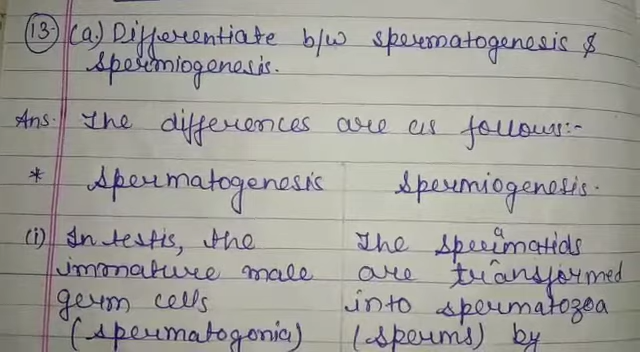 13. (a) Differentiate b/w spermatogenesis &
spermiogenesis.
Ans. The differences are as follows:-
* Spermatogenesis Spermiogenesis.
(i) In testis, the The spermatids
immature male are transformed
germ cells into spermatozoa
(spermatogonia) (sperms) by